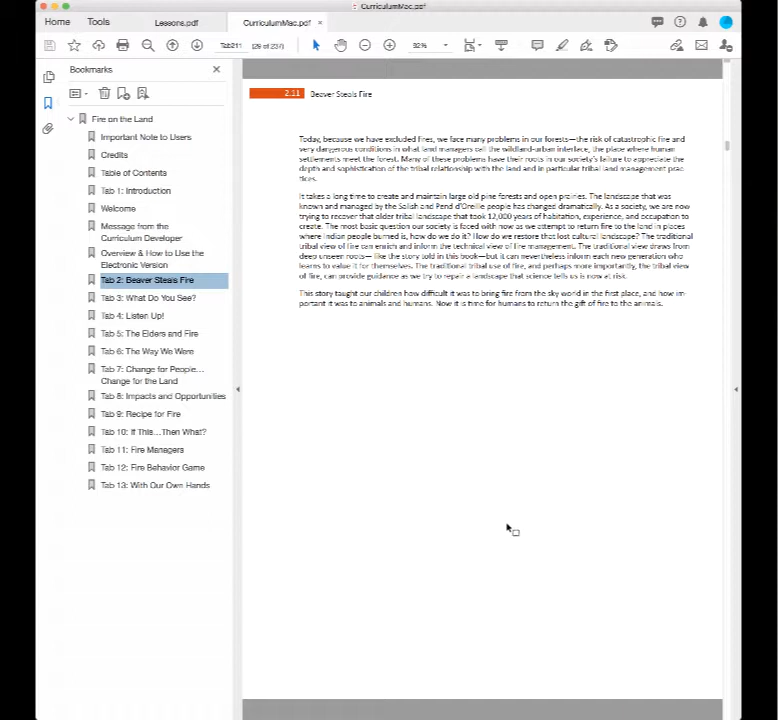 CurriculumMac.pdf
Home Tools Lessons.pdf CurriculumMac.pdf ×
Tab211 (29 of 237) 92%
Bookmarks
Fire on the Land
Important Note to Users
Credits
Table of Contents
Tab 1: Introduction
Welcome
Message from the
Curriculum Developer
Overview & How to Use the
Electronic Version
Tab 2: Beaver Steals Fire
Tab 3: What Do You See?
Tab 4: Listen Up!
Tab 5: The Elders and Fire
Tab 6: The Way We Were
Tab 7: Change for People...
Change for the Land
Tab 8: Impacts and Opportunities
Tab 9: Recipe for Fire
Tab 10: If This...Then What?
Tab 11: Fire Managers
Tab 12: Fire Behavior Game
Tab 13: With Our Own Hands
2.11 Beaver Steals Fire
Today, because we have excluded fires, we face many problems in our forests—the risk of catastrophic fire and
very dangerous conditions in what land managers call the wildland-urban interface, the place where human
settlements meet the forest. Many of these problems have their roots in our society's failure to appreciate the
depth and sophistication of the tribal relationship with the land and in particular tribal land management prac
tices.
It takes a long time to create and maintain large old pine forests and open prairies. The landscape that was
known and managed by the Salish and Pend d'Oreille people has changed dramatically. As a society, we are now
trying to recover that older tribal landscape that took 12,000 years of habitation, experience, and occupation to
create. The most basic question our society is faced with now as we attempt to return fire to the land in places
where Indian people burned is, how do we do it? How do we restore that lost cultural landscape? The traditional
tribal view of fire can enrich and inform the technical view of fire management. The traditional view draws from
deep unseen roots— like the story told in this book—but it can nevertheless inform each new generation who
learns to value it for themselves. The traditional tribal use of fire, and perhaps more importantly, the tribal view
of fire, can provide guidance as we try to repair a landscape that science tells us is now at risk.
This story taught our children how difficult it was to bring fire from the sky world in the first place, and how im-
portant it was to animals and humans. Now it is time for humans to return the gift of fire to the animals.